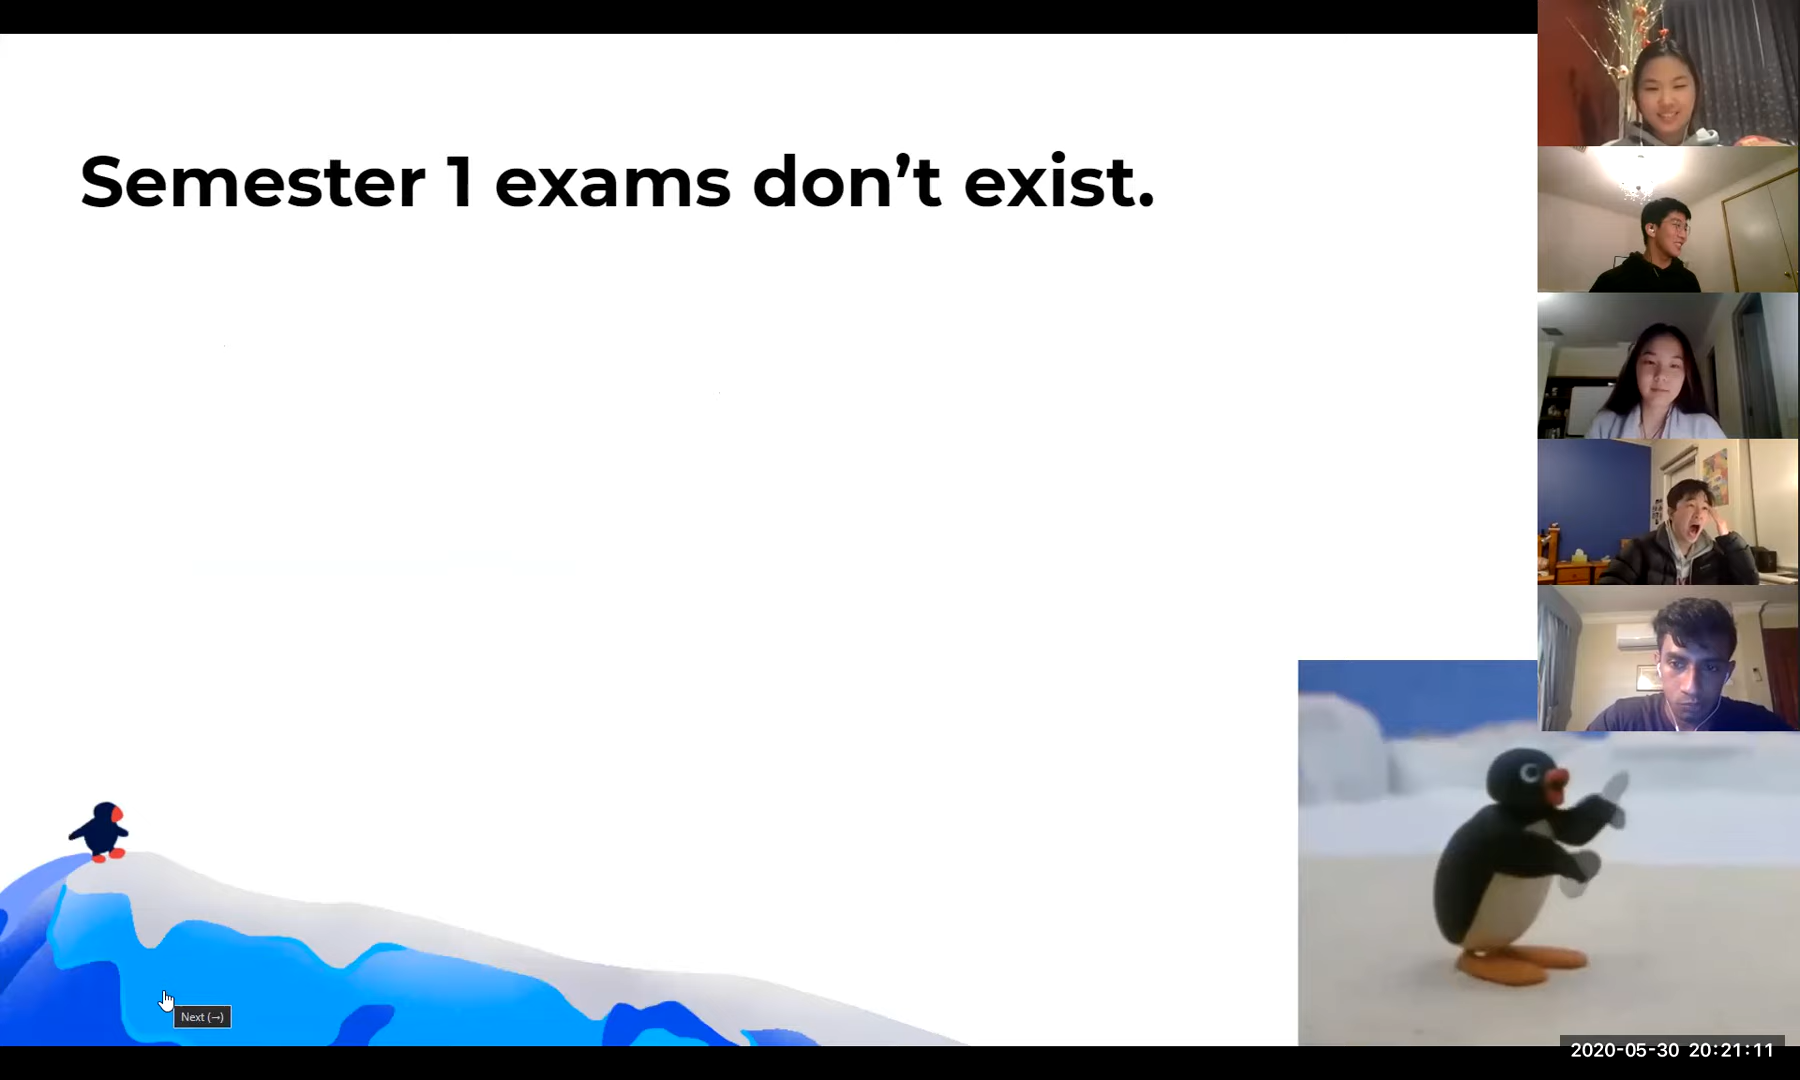 Semester 1 exams don’t exist.
Next (→)
2020-05-30 20:21:11